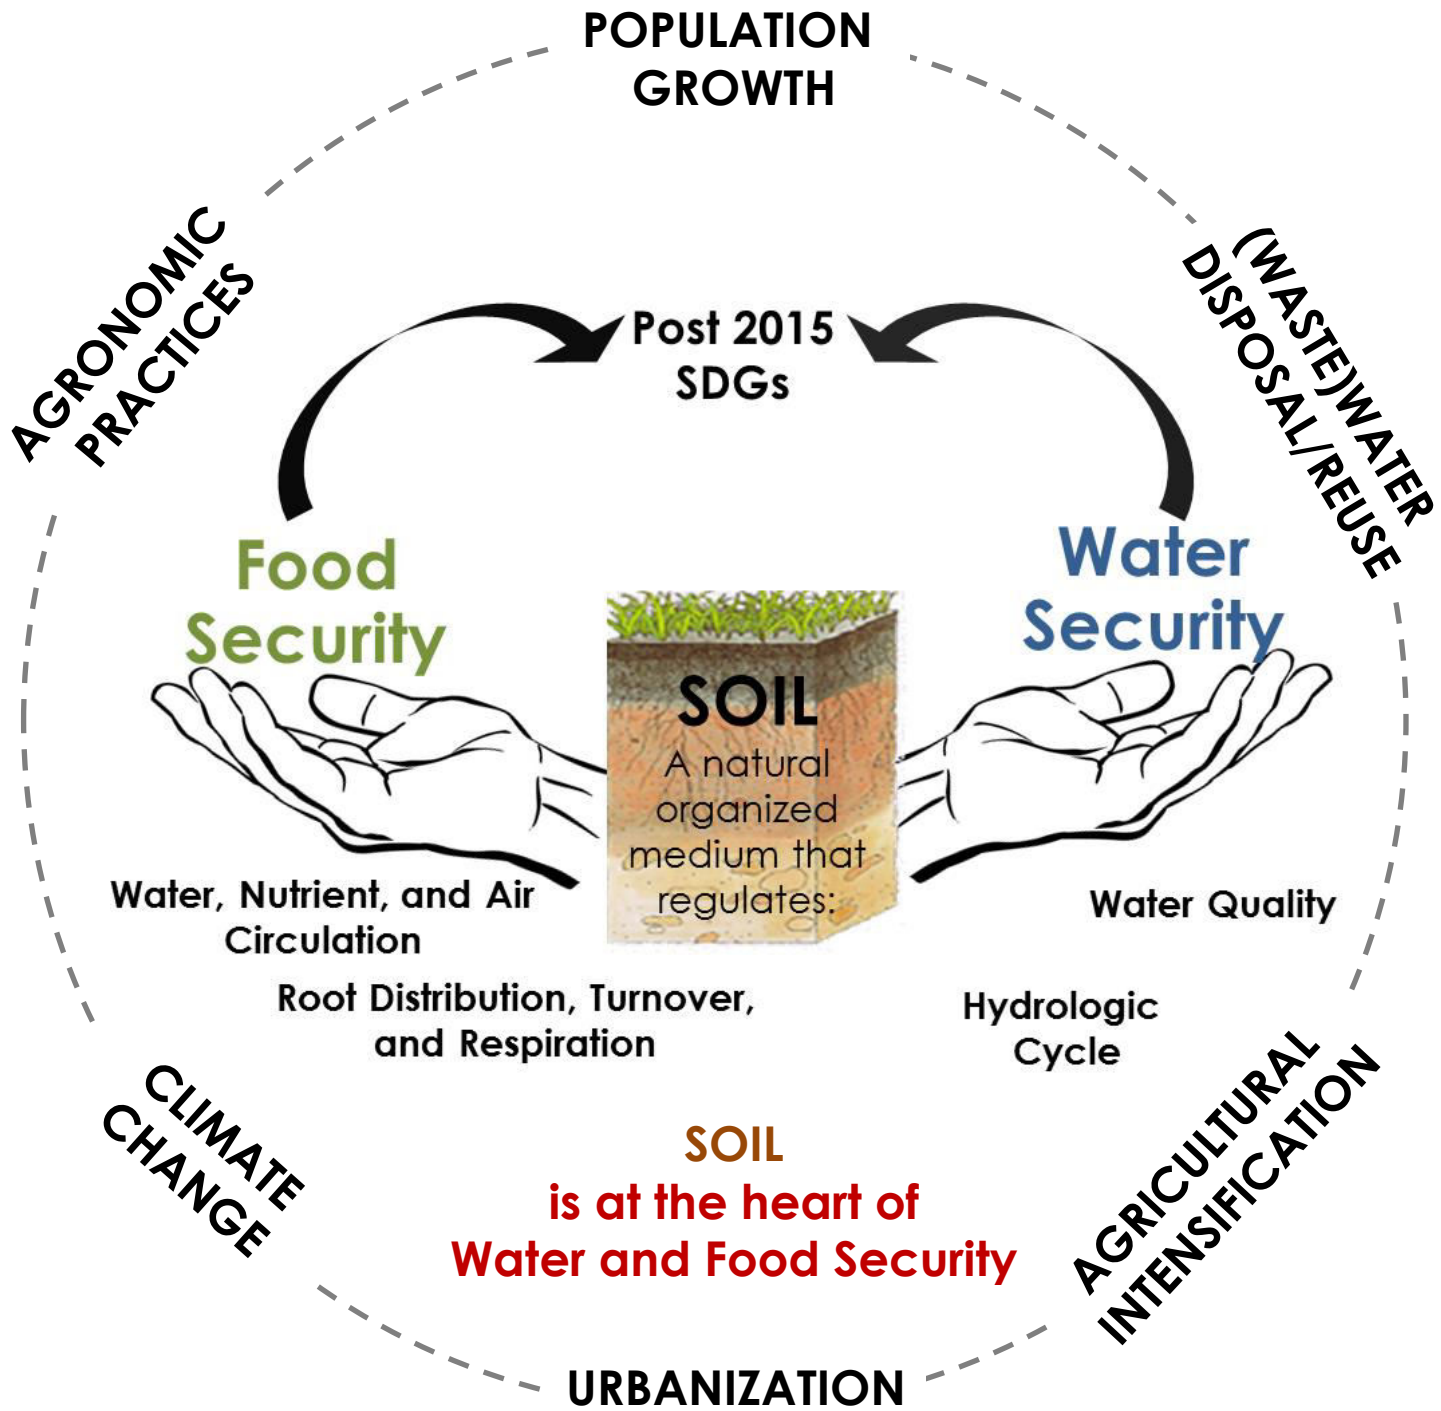 POPULATION
GROWTH
AGRONOMIC
PRACTICES
(WASTE)WATER
DISPOSAL/REUSE
Post 2015
SDGs
Food
Security
Water
Security
SOIL
A natural
organized
medium that
regulates:
Water, Nutrient, and Air
Circulation
Water Quality
Root Distribution, Turnover,
and Respiration
Hydrologic
Cycle
CLIMATE
CHANGE
AGRICULTURAL
INTENSIFICATION
SOIL
is at the heart of
Water and Food Security
URBANIZATION